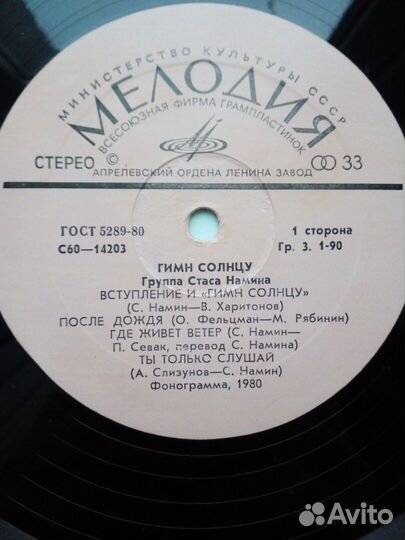 МИНИСТЕРСТВО КУЛЬТУРЫ СССР
МЕЛОДИЯ
ВСЕСОЮЗНАЯ ФИРМА ГРАМПЛАСТИНОК
СТЕРЕО ©
33
АПРЕЛЕВСКИЙ ОРДЕНА ЛЕНИНА ЗАВОД
ГОСТ 5289-80
1 сторона
С60—14203
Гр. 3. 1-90
ГИМН СОЛНЦУ
Группа Стаса Намина
ВСТУПЛЕНИЕ И «ГИМН СОЛНЦУ»
(С. Намин—В. Харитонов)
ПОСЛЕ ДОЖДЯ (О. Фельцман—М. Рябинин)
ГДЕ ЖИВЕТ ВЕТЕР (С. Намин—
П. Севак, перевод С. Намина)
ТЫ ТОЛЬКО СЛУШАЙ
(А. Слизунов—С. Намин)
Фонограмма, 1980
Avito